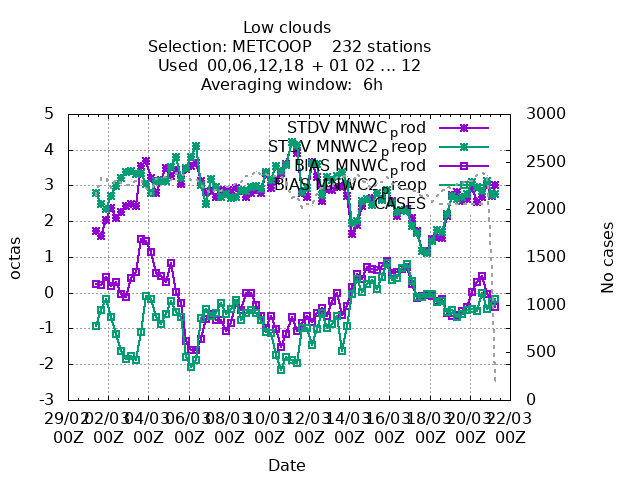 Low clouds
Selection: METCOOP 232 stations
Used 00,06,12,18 + 01 02 ... 12
Averaging window: 6h
STDV MNWC_prod
STDV MNWC2_preop
BIAS MNWC_prod
BIAS MNWC2_preop
CASES
octas
No cases
5
4
3
2
1
0
-1
-2
-3
3000
2500
2000
1500
1000
500
0
29/02 02/03 04/03 06/03 08/03 10/03 12/03 14/03 16/03 18/03 20/03 22/03
00Z 00Z 00Z 00Z 00Z 00Z 00Z 00Z 00Z 00Z 00Z 00Z
Date